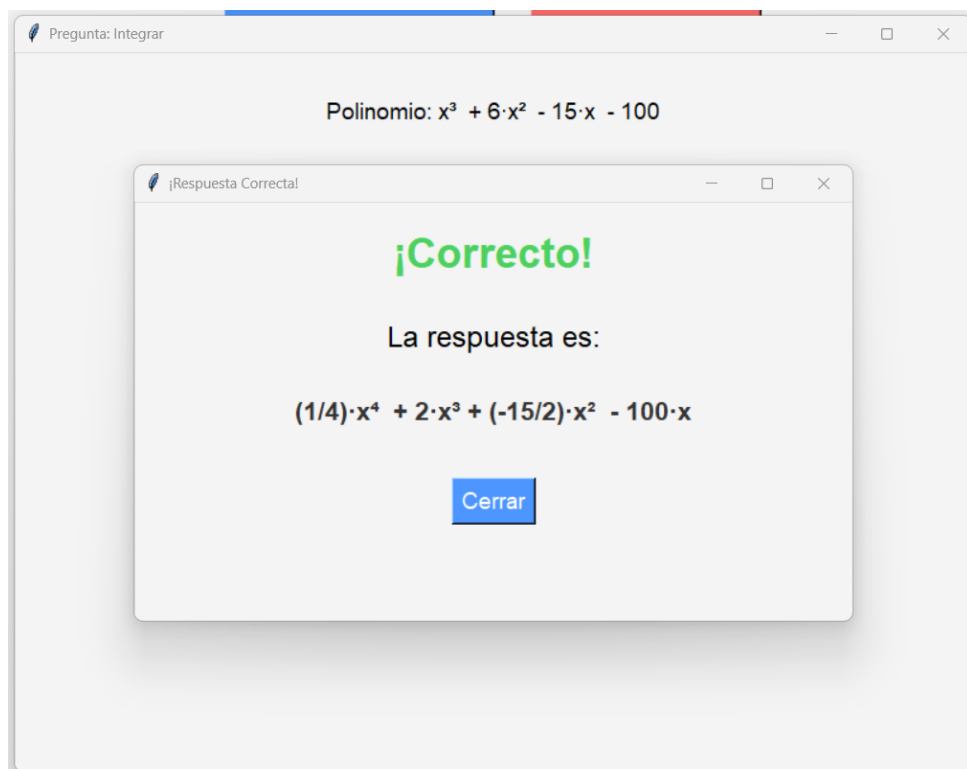 Pregunta: Integrar
Polinomio: x³ + 6·x² - 15·x - 100
¡Respuesta Correcta!
¡Correcto!
La respuesta es:
(1/4)·x⁴ + 2·x³ + (-15/2)·x² - 100·x
Cerrar